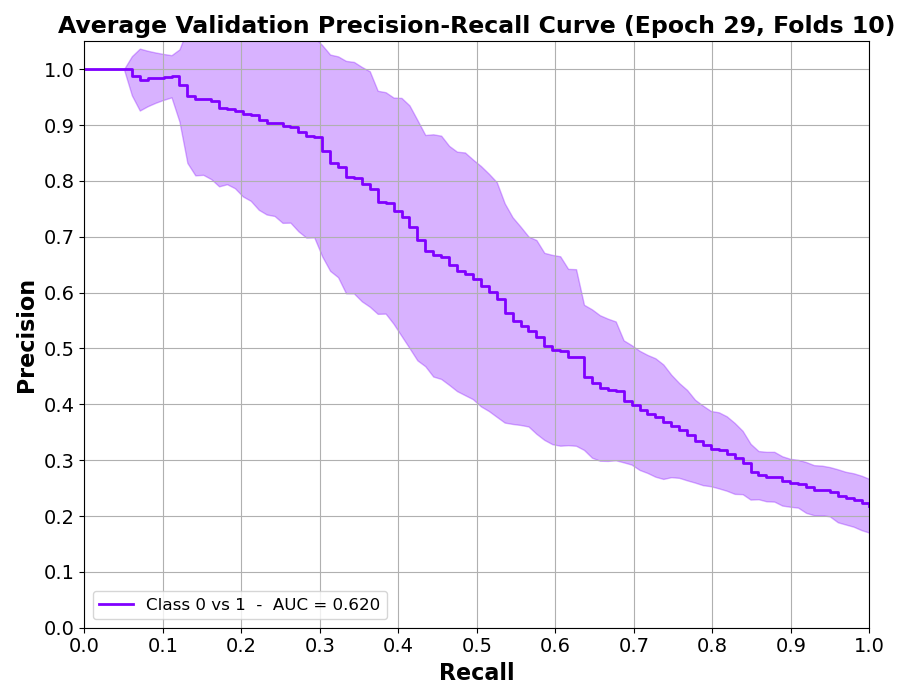 Average Validation Precision-Recall Curve (Epoch 29, Folds 10)
1.0
0.9
0.8
0.7
0.6
0.5
0.4
0.3
0.2
0.1
0.0
Precision
Class 0 vs 1 - AUC = 0.620
0.0 0.1 0.2 0.3 0.4 0.5 0.6 0.7 0.8 0.9 1.0
Recall